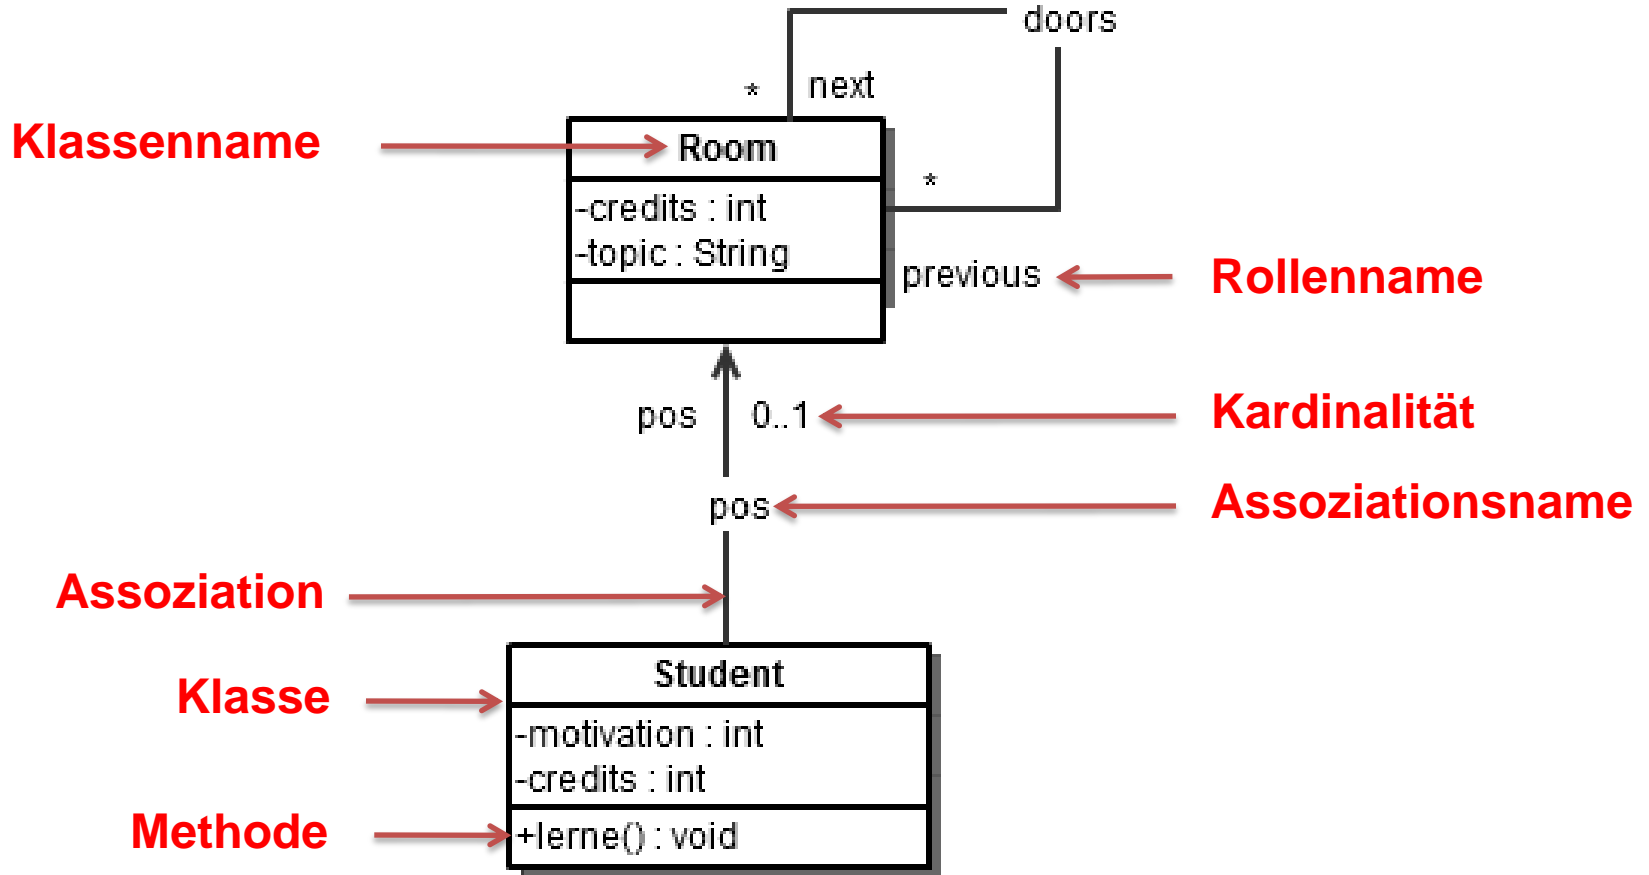 doors
* next
Klassenname
Room
*
-credits : int
-topic : String
previous
Rollenname
pos 0..1
Kardinalität
pos
Assoziationsname
Assoziation
Student
Klasse
-motivation : int
-credits : int
Methode
+lerne() : void